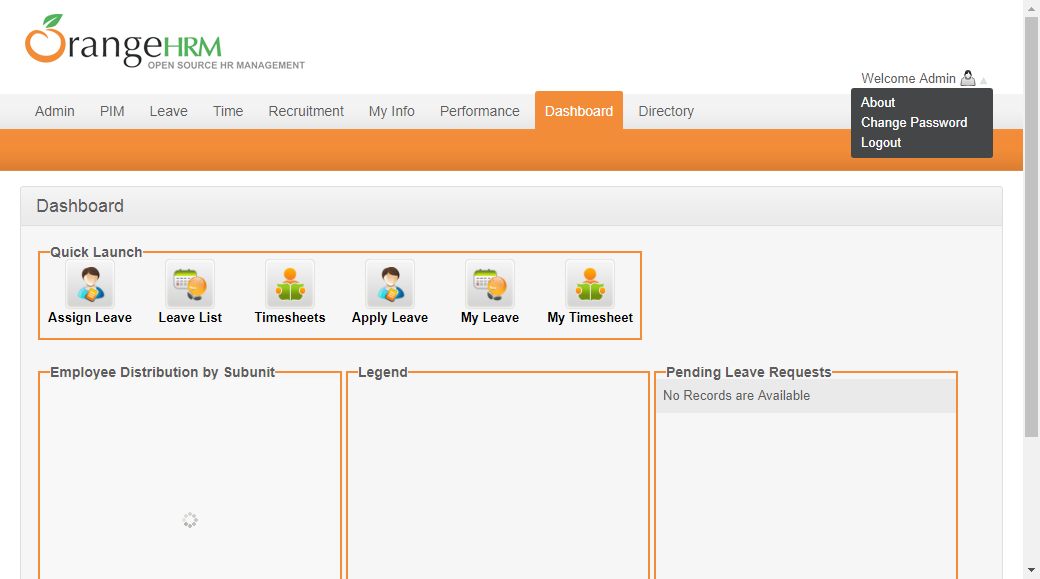 OrangeHRM
OPEN SOURCE HR MANAGEMENT
Welcome Admin
Admin PIM Leave Time Recruitment My Info Performance Dashboard Directory
About
Change Password
Logout
Dashboard
Quick Launch
Assign Leave Leave List Timesheets Apply Leave My Leave My Timesheet
Employee Distribution by Subunit Legend Pending Leave Requests
No Records are Available